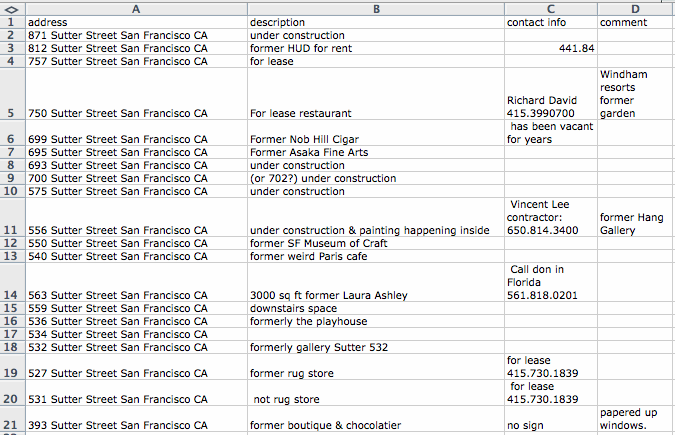 A B C D
1 address description contact info comment
2 871 Sutter Street San Francisco CA under construction
3 812 Sutter Street San Francisco CA former HUD for rent 441.84
4 757 Sutter Street San Francisco CA for lease
Windham
resorts
Richard David former
5 750 Sutter Street San Francisco CA For lease restaurant 415.3990700 garden
has been vacant
6 699 Sutter Street San Francisco CA Former Nob Hill Cigar for years
7 695 Sutter Street San Francisco CA Former Asaka Fine Arts
8 693 Sutter Street San Francisco CA under construction
9 700 Sutter Street San Francisco CA (or 702?) under construction
10 575 Sutter Street San Francisco CA under construction
Vincent Lee
contractor: former Hang
11 556 Sutter Street San Francisco CA under construction & painting happening inside 650.814.3400 Gallery
12 550 Sutter Street San Francisco CA former SF Museum of Craft
13 540 Sutter Street San Francisco CA former weird Paris cafe
Call don in
Florida
14 563 Sutter Street San Francisco CA 3000 sq ft former Laura Ashley 561.818.0201
15 559 Sutter Street San Francisco CA downstairs space
16 536 Sutter Street San Francisco CA formerly the playhouse
17 534 Sutter Street San Francisco CA
18 532 Sutter Street San Francisco CA formerly gallery Sutter 532
for lease
19 527 Sutter Street San Francisco CA former rug store 415.730.1839
for lease
20 531 Sutter Street San Francisco CA not rug store 415.730.1839
papered up
21 393 Sutter Street San Francisco CA former boutique & chocolatier no sign windows.